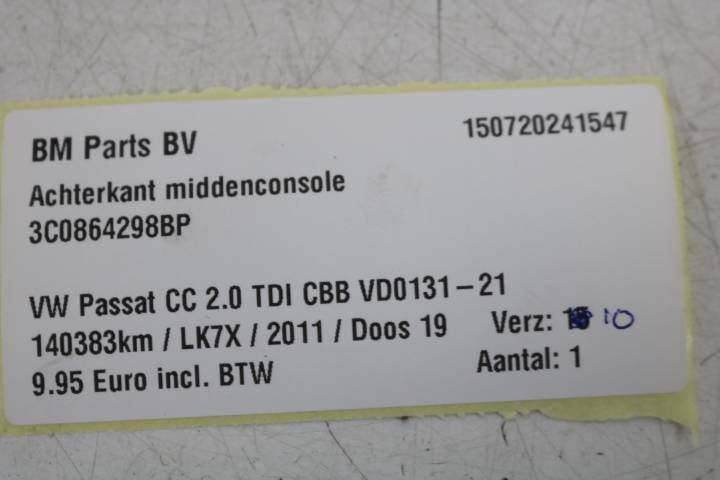 BM Parts BV 150720241547
Achterkant middenconsole
3C0864298BP
VW Passat CC 2.0 TDI CBB VD0131-21
140383km / LK7X / 2011 / Doos 19 Verz: 15 10
9.95 Euro incl. BTW Aantal: 1